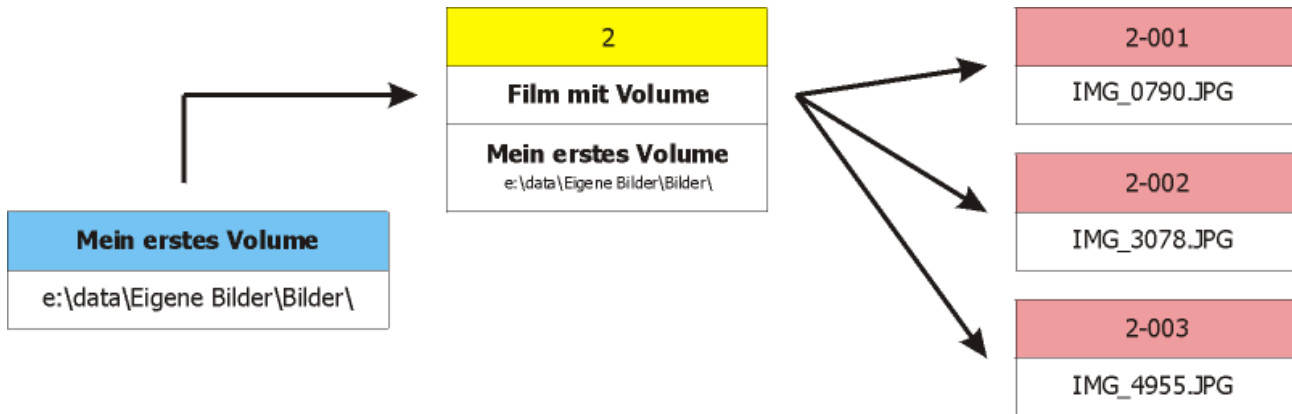 Mein erstes Volume
e:\data\Eigene Bilder\Bilder\
2
Film mit Volume
Mein erstes Volume
e:\data\Eigene Bilder\Bilder\
2-001
IMG_0790.JPG
2-002
IMG_3078.JPG
2-003
IMG_4955.JPG